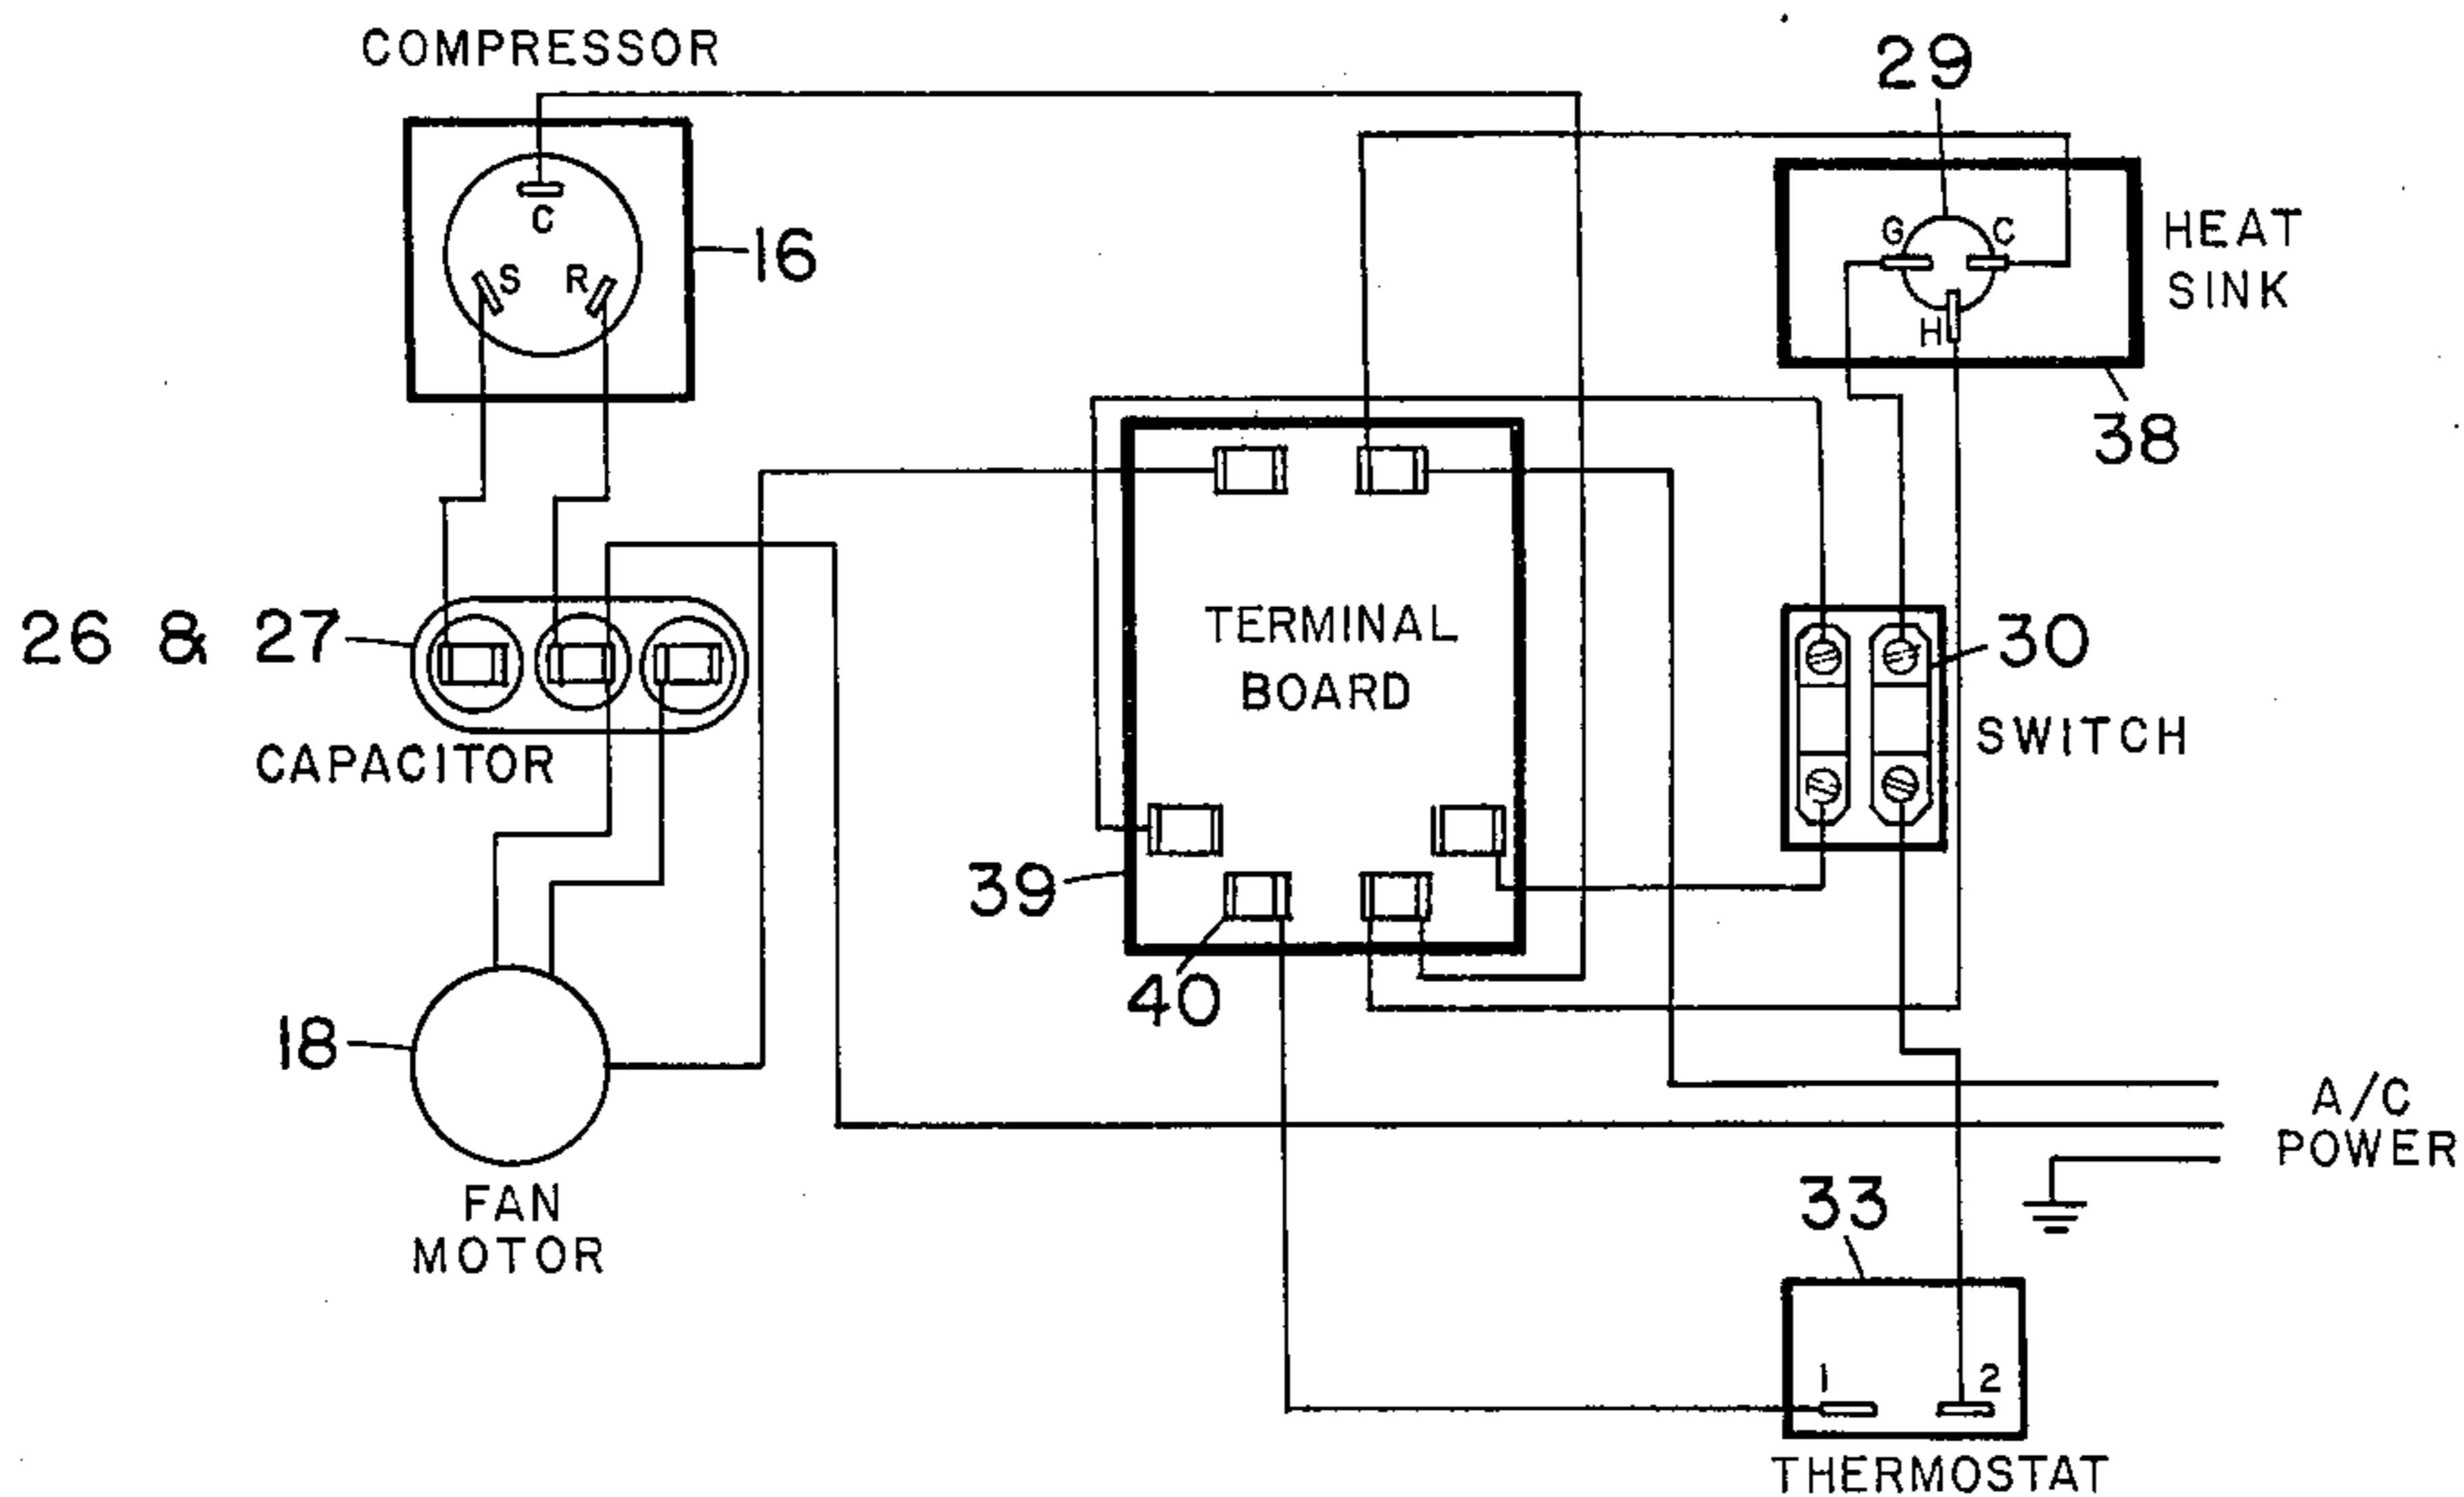 COMPRESSOR
29
C
S R
16
G C
H
HEAT
SINK
38
26 & 27
CAPACITOR
TERMINAL
BOARD
30
SWITCH
39
40
18
FAN
MOTOR
A/C
POWER
33
1 2
THERMOSTAT